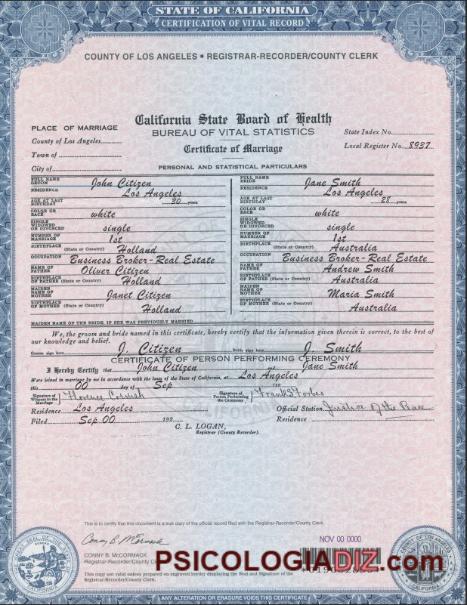 STATE OF CALIFORNIA
CERTIFICATION OF VITAL RECORD
COUNTY OF LOS ANGELES • REGISTRAR-RECORDER/COUNTY CLERK
California State Board of Health
BUREAU OF VITAL STATISTICS
Certificate of Marriage
PLACE OF MARRIAGE
County of Los Angeles
Town of
City of
State Index No.
Local Register No. 8937
PERSONAL AND STATISTICAL PARTICULARS
FULL NAME GROOM John Citizen
RESIDENCE Los Angeles
AGE AT LAST BIRTHDAY 30 years
COLOR OR RACE white
SINGLE WIDOWED OR DIVORCED single
NUMBER OF MARRIAGE 1st
BIRTHPLACE (State or Country) Holland
OCCUPATION Business Broker-Real Estate
NAME OF FATHER Oliver Citizen
BIRTHPLACE OF FATHER (State or Country) Holland
MAIDEN NAME OF MOTHER Janet Citizen
BIRTHPLACE OF MOTHER Holland
FULL NAME BRIDE Jane Smith
RESIDENCE Los Angeles
AGE AT LAST BIRTHDAY 28 years
COLOR OR RACE white
SINGLE WIDOWED OR DIVORCED single
NUMBER OF MARRIAGE 1st
BIRTHPLACE (State or Country) Australia
OCCUPATION Business Broker-Real Estate
NAME OF FATHER Andrew Smith
BIRTHPLACE OF FATHER (State or Country) Australia
MAIDEN NAME OF MOTHER Maria Smith
BIRTHPLACE OF MOTHER (State or Country) Australia
MAIDEN NAME OF THE BRIDE, IF SHE WAS PREVIOUSLY MARRIED
We, the groom and bride named in this certificate, hereby certify that the information given therein is correct, to the best of
our knowledge and belief.
Groom sign here J. Citizen Bride sign here J. Smith
CERTIFICATE OF PERSON PERFORMING CEREMONY
I Hereby Certify that John Citizen Jane Smith
Were joined in marriage by me in accordance with the laws of the State of California, at Los Angeles
this 00 day of Sep
Signature of Witness to the Marriage Florence Cornish
Signature of Person Performing the Ceremony Frank S Forbes
Residence Los Angeles
Official Station Justice of the Peace
Filed Sep 00 192
Residence
C. L. LOGAN,
Registrar (County Recorder).
This is to certify that this document is a true copy of the official record filed with the Registrar-Recorder/County Clerk.
Conny B. McCormack
CONNY B. McCORMACK
Registrar-Recorder/County Clerk
NOV 00 0000
PSICOLOGIADIZ.com
This copy not valid unless prepared on engraved border displaying the Seal and Signature of the
Registrar-Recorder/County Clerk.
ANY ALTERATION OR ERASURE VOIDS THIS CERTIFICATE